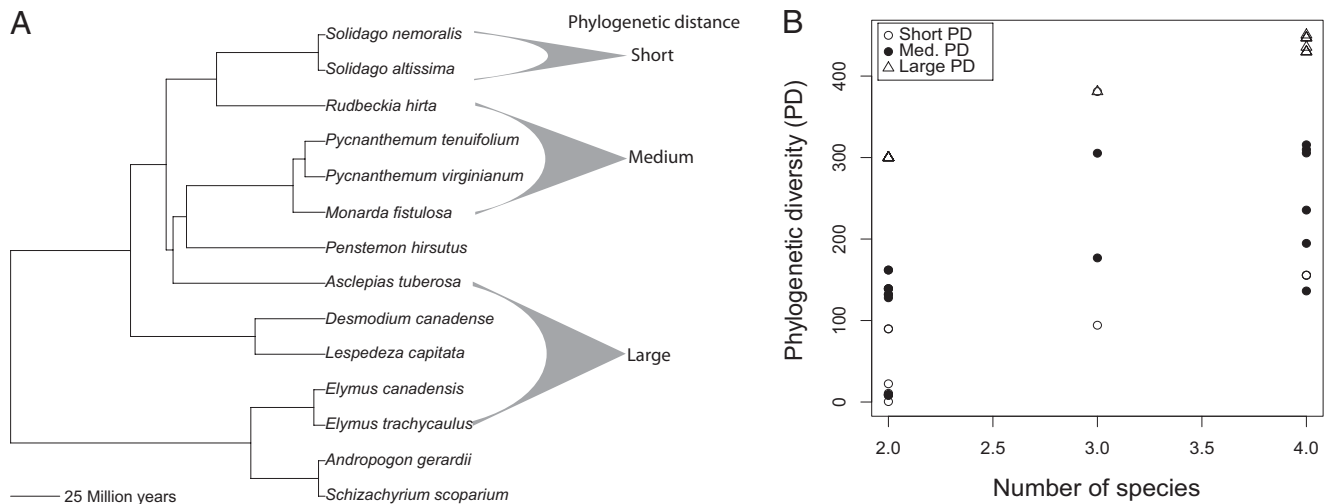 A
Phylogenetic distance
Solidago nemoralis
Short
Solidago altissima
Rudbeckia hirta
Pycnanthemum tenuifolium
Medium
Pycnanthemum virginianum
Monarda fistulosa
Penstemon hirsutus
Asclepias tuberosa
Desmodium canadense
Large
Lespedeza capitata
Elymus canadensis
Elymus trachycaulus
Andropogon gerardii
Schizachyrium scoparium
25 Million years
B
Short PD
Med. PD
Large PD
Phylogenetic diversity (PD)
400
300
200
100
0
2.0 2.5 3.0 3.5 4.0
Number of species